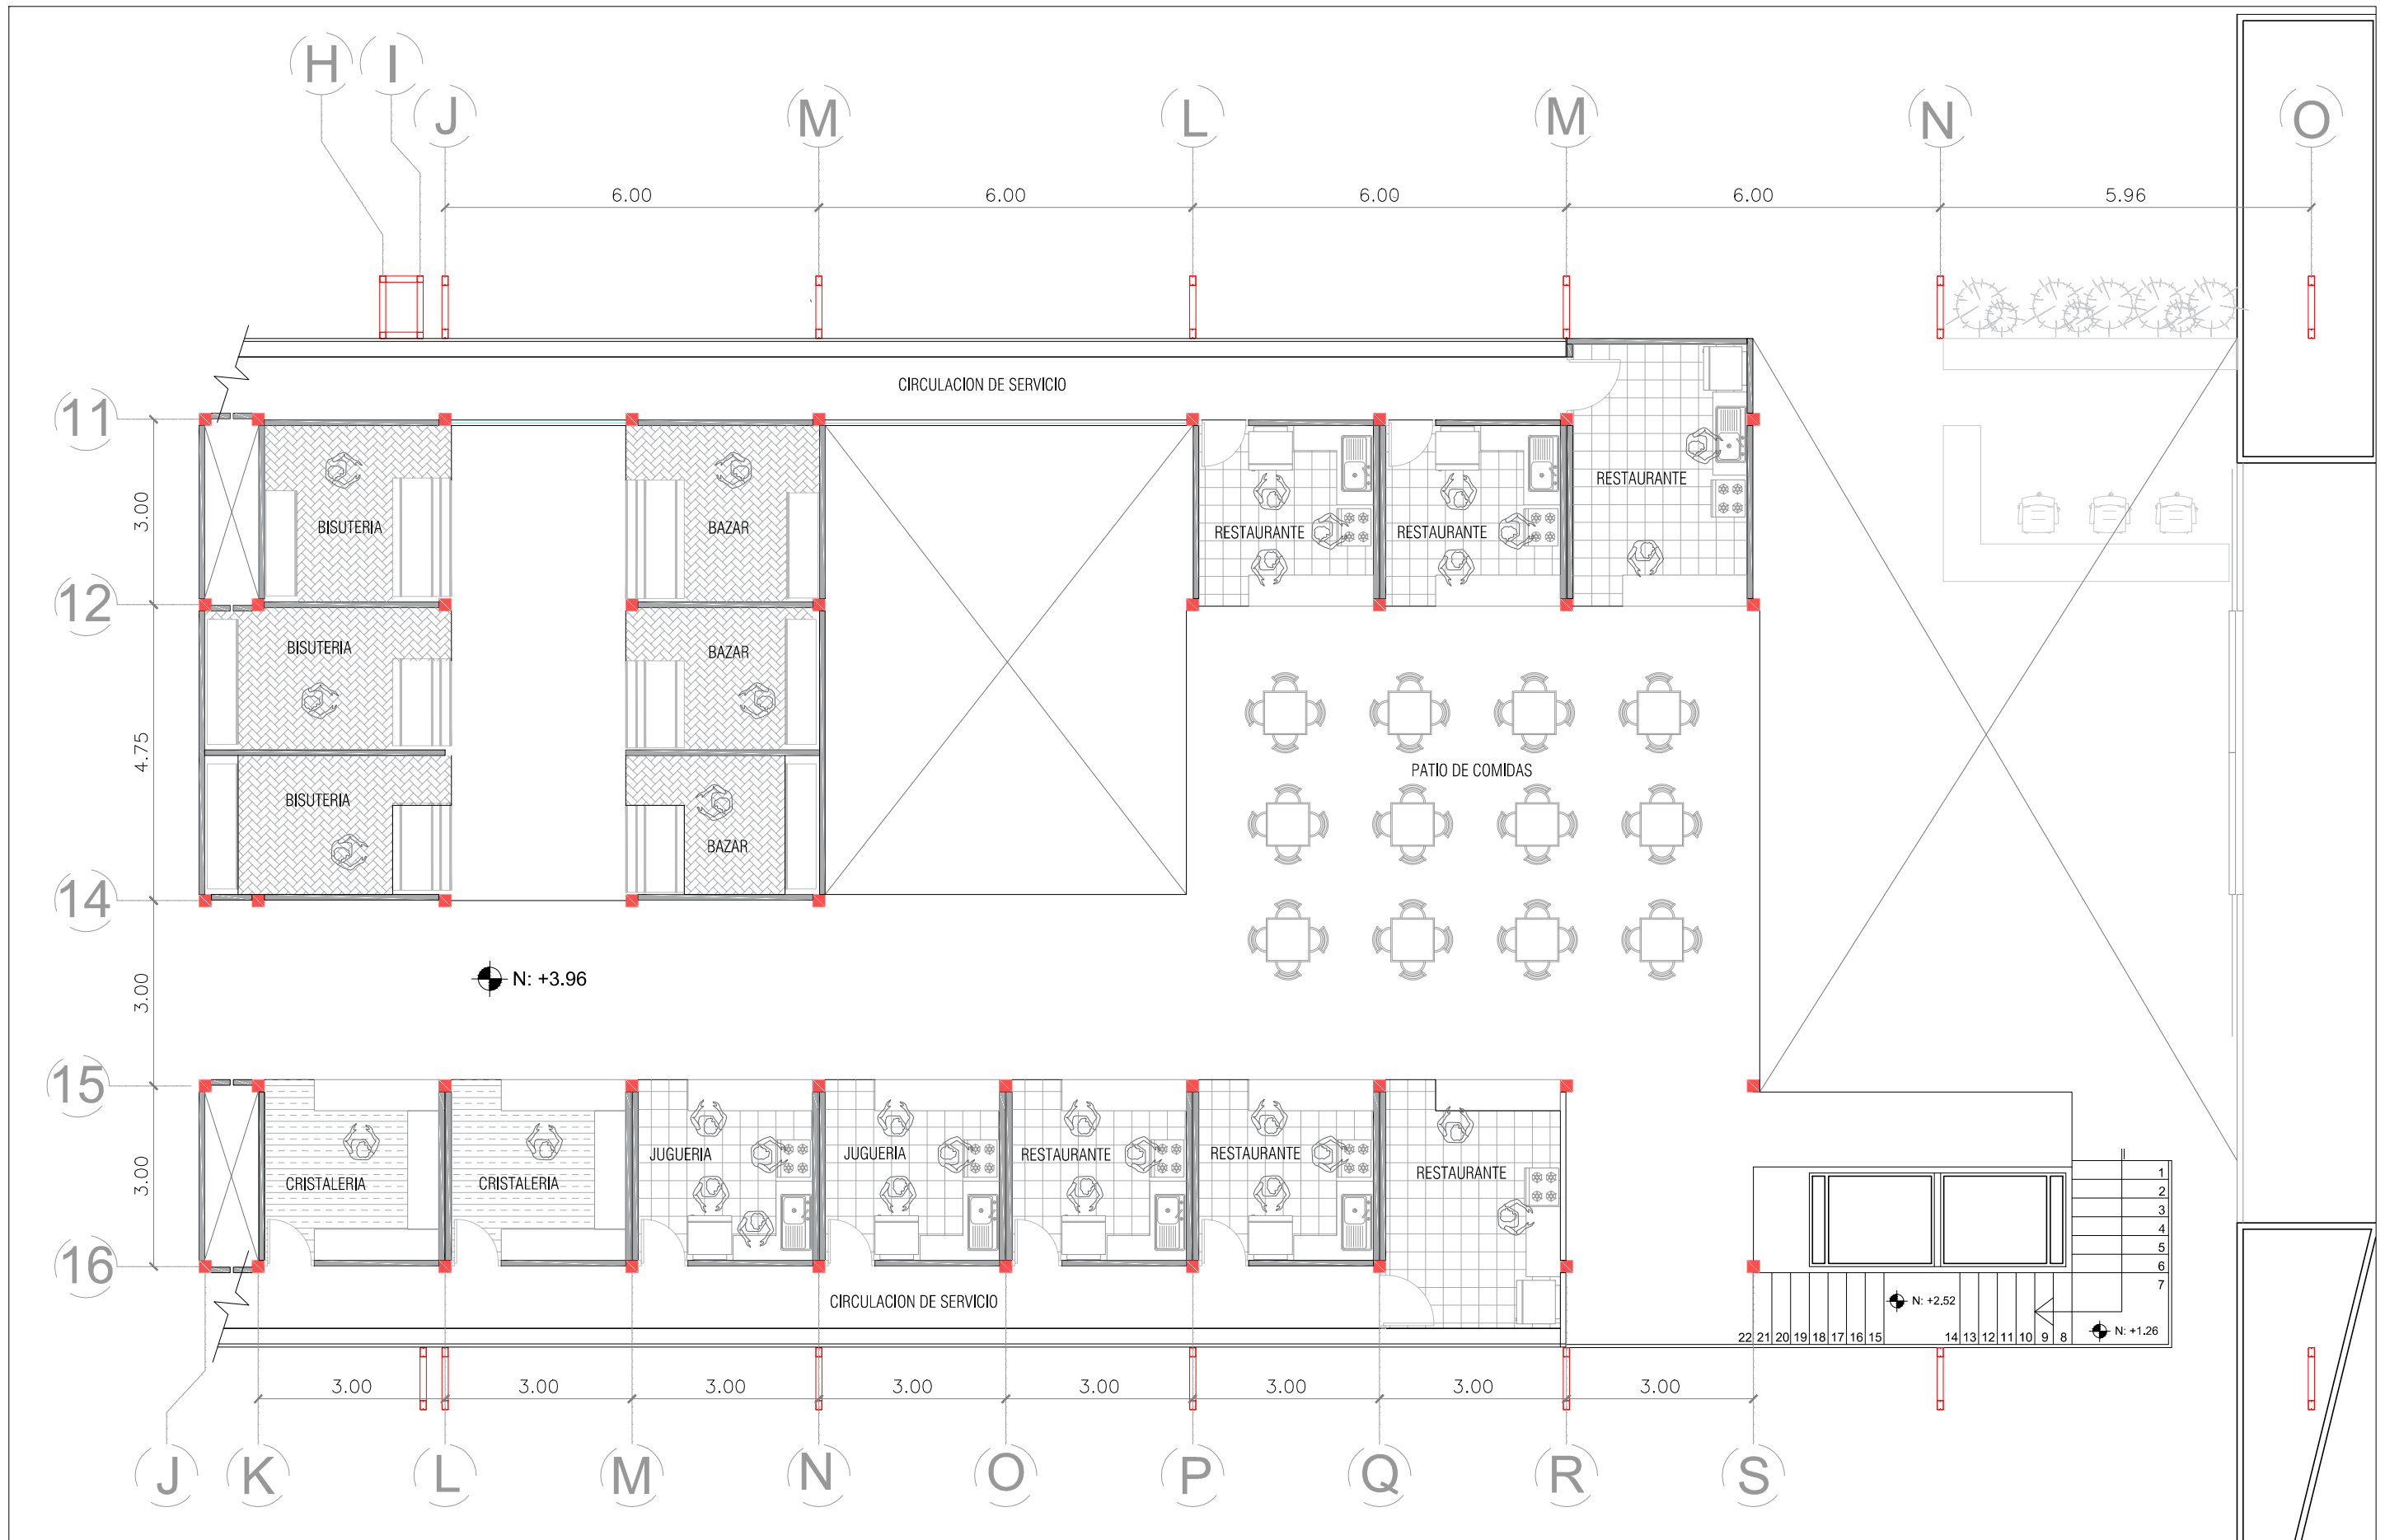 H I
J M L M N O
6.00 6.00 6.00 6.00 5.96
CIRCULACION DE SERVICIO
11
3.00
BISUTERIA BAZAR RESTAURANTE RESTAURANTE RESTAURANTE
12
BISUTERIA BAZAR
4.75
PATIO DE COMIDAS
BISUTERIA BAZAR
14
3.00
N: +3.96
15
3.00
CRISTALERIA CRISTALERIA JUGUERIA JUGUERIA RESTAURANTE RESTAURANTE RESTAURANTE
1
2
3
4
5
6
7
16
CIRCULACION DE SERVICIO
N: +2.52
22 21 20 19 18 17 16 15 14 13 12 11 10 9 8
N: +1.26
3.00 3.00 3.00 3.00 3.00 3.00 3.00 3.00
J K L M N O P Q R S